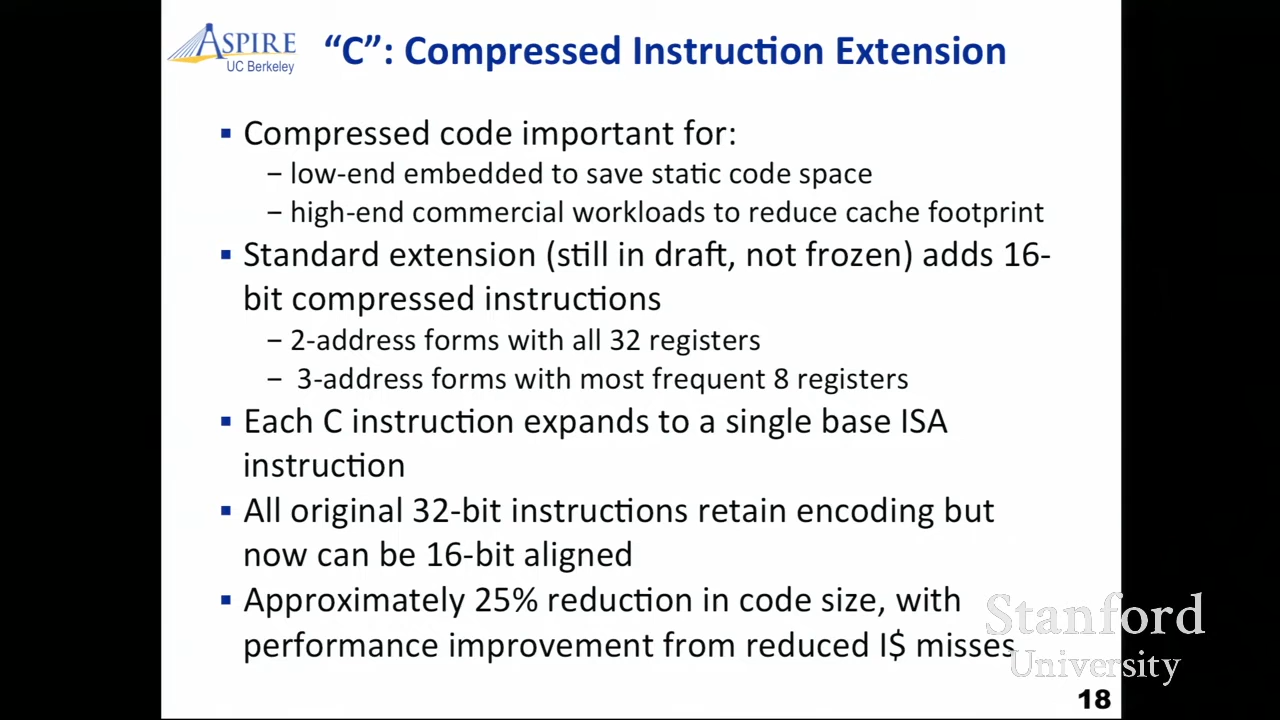 ASPIRE
UC Berkeley
“C”: Compressed Instruction Extension
▪ Compressed code important for:
– low-end embedded to save static code space
– high-end commercial workloads to reduce cache footprint
▪ Standard extension (still in draft, not frozen) adds 16-
bit compressed instructions
– 2-address forms with all 32 registers
– 3-address forms with most frequent 8 registers
▪ Each C instruction expands to a single base ISA
instruction
▪ All original 32-bit instructions retain encoding but
now can be 16-bit aligned
▪ Approximately 25% reduction in code size, with
performance improvement from reduced I$ misses
Stanford
University
18